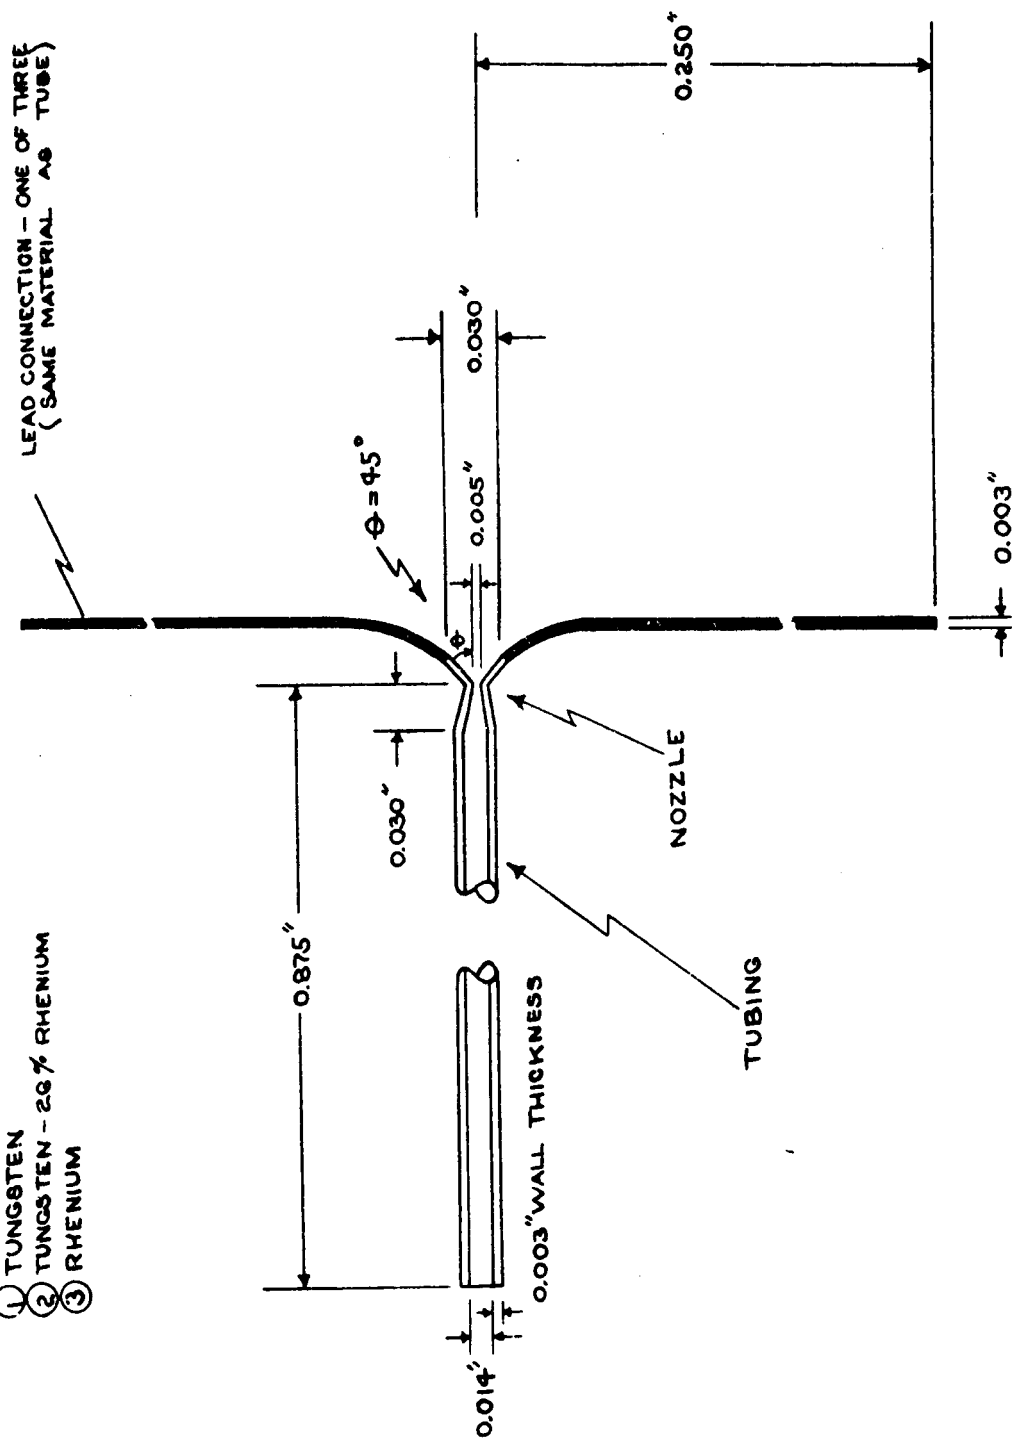 ① TUNGSTEN
② TUNGSTEN - 26% RHENIUM
③ RHENIUM
LEAD CONNECTION - ONE OF THREE
(SAME MATERIAL AS TUBE)
0.875"
0.030"
θ = 45°
θ
0.005"
0.030"
0.250"
0.014"
0.003" WALL THICKNESS
NOZZLE
TUBING
0.003"